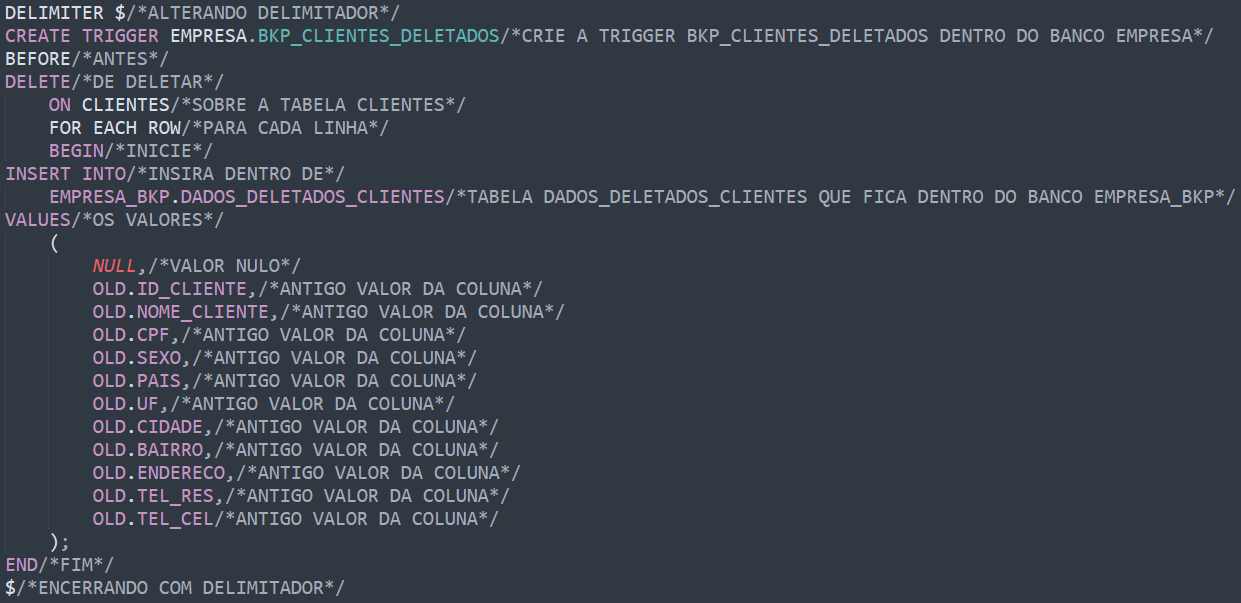 DELIMITER $/*ALTERANDO DELIMITADOR*/
CREATE TRIGGER EMPRESA.BKP_CLIENTES_DELETADOS/*CRIE A TRIGGER BKP_CLIENTES_DELETADOS DENTRO DO BANCO EMPRESA*/
BEFORE/*ANTES*/
DELETE/*DE DELETAR*/
    ON CLIENTES/*SOBRE A TABELA CLIENTES*/
    FOR EACH ROW/*PARA CADA LINHA*/
    BEGIN/*INICIE*/
INSERT INTO/*INSIRA DENTRO DE*/
    EMPRESA_BKP.DADOS_DELETADOS_CLIENTES/*TABELA DADOS_DELETADOS_CLIENTES QUE FICA DENTRO DO BANCO EMPRESA_BKP*/
VALUES/*OS VALORES*/
    (
        NULL,/*VALOR NULO*/
        OLD.ID_CLIENTE,/*ANTIGO VALOR DA COLUNA*/
        OLD.NOME_CLIENTE,/*ANTIGO VALOR DA COLUNA*/
        OLD.CPF,/*ANTIGO VALOR DA COLUNA*/
        OLD.SEXO,/*ANTIGO VALOR DA COLUNA*/
        OLD.PAIS,/*ANTIGO VALOR DA COLUNA*/
        OLD.UF,/*ANTIGO VALOR DA COLUNA*/
        OLD.CIDADE,/*ANTIGO VALOR DA COLUNA*/
        OLD.BAIRRO,/*ANTIGO VALOR DA COLUNA*/
        OLD.ENDERECO,/*ANTIGO VALOR DA COLUNA*/
        OLD.TEL_RES,/*ANTIGO VALOR DA COLUNA*/
        OLD.TEL_CEL/*ANTIGO VALOR DA COLUNA*/
    );
END/*FIM*/
$/*ENCERRANDO COM DELIMITADOR*/